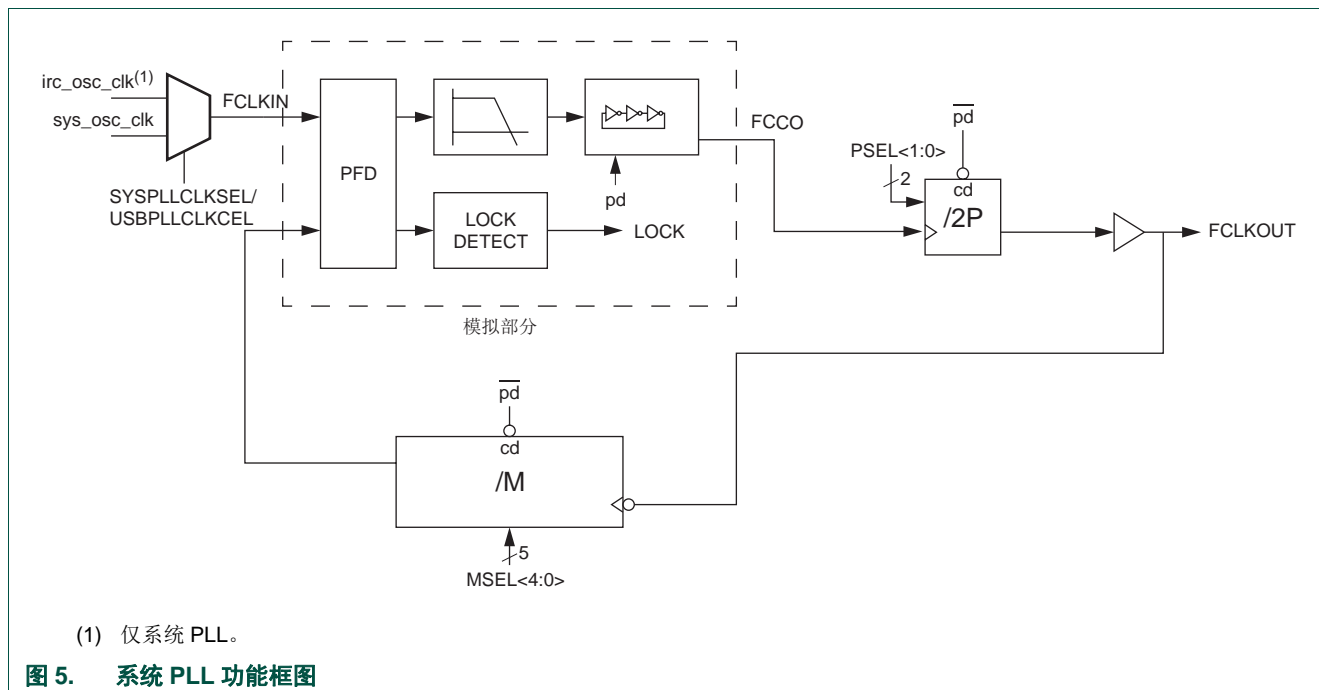 irc_osc_clk(1)
sys_osc_clk
FCLKIN
SYSPLLCLKSEL/
USBPLLCLKCEL
PFD
LOCK
DETECT
pd
LOCK
FCCO
模拟部分
PSEL<1:0>
2
pd
cd
/2P
FCLKOUT
pd
cd
/M
5
MSEL<4:0>
(1) 仅系统 PLL。
图 5. 系统 PLL 功能框图